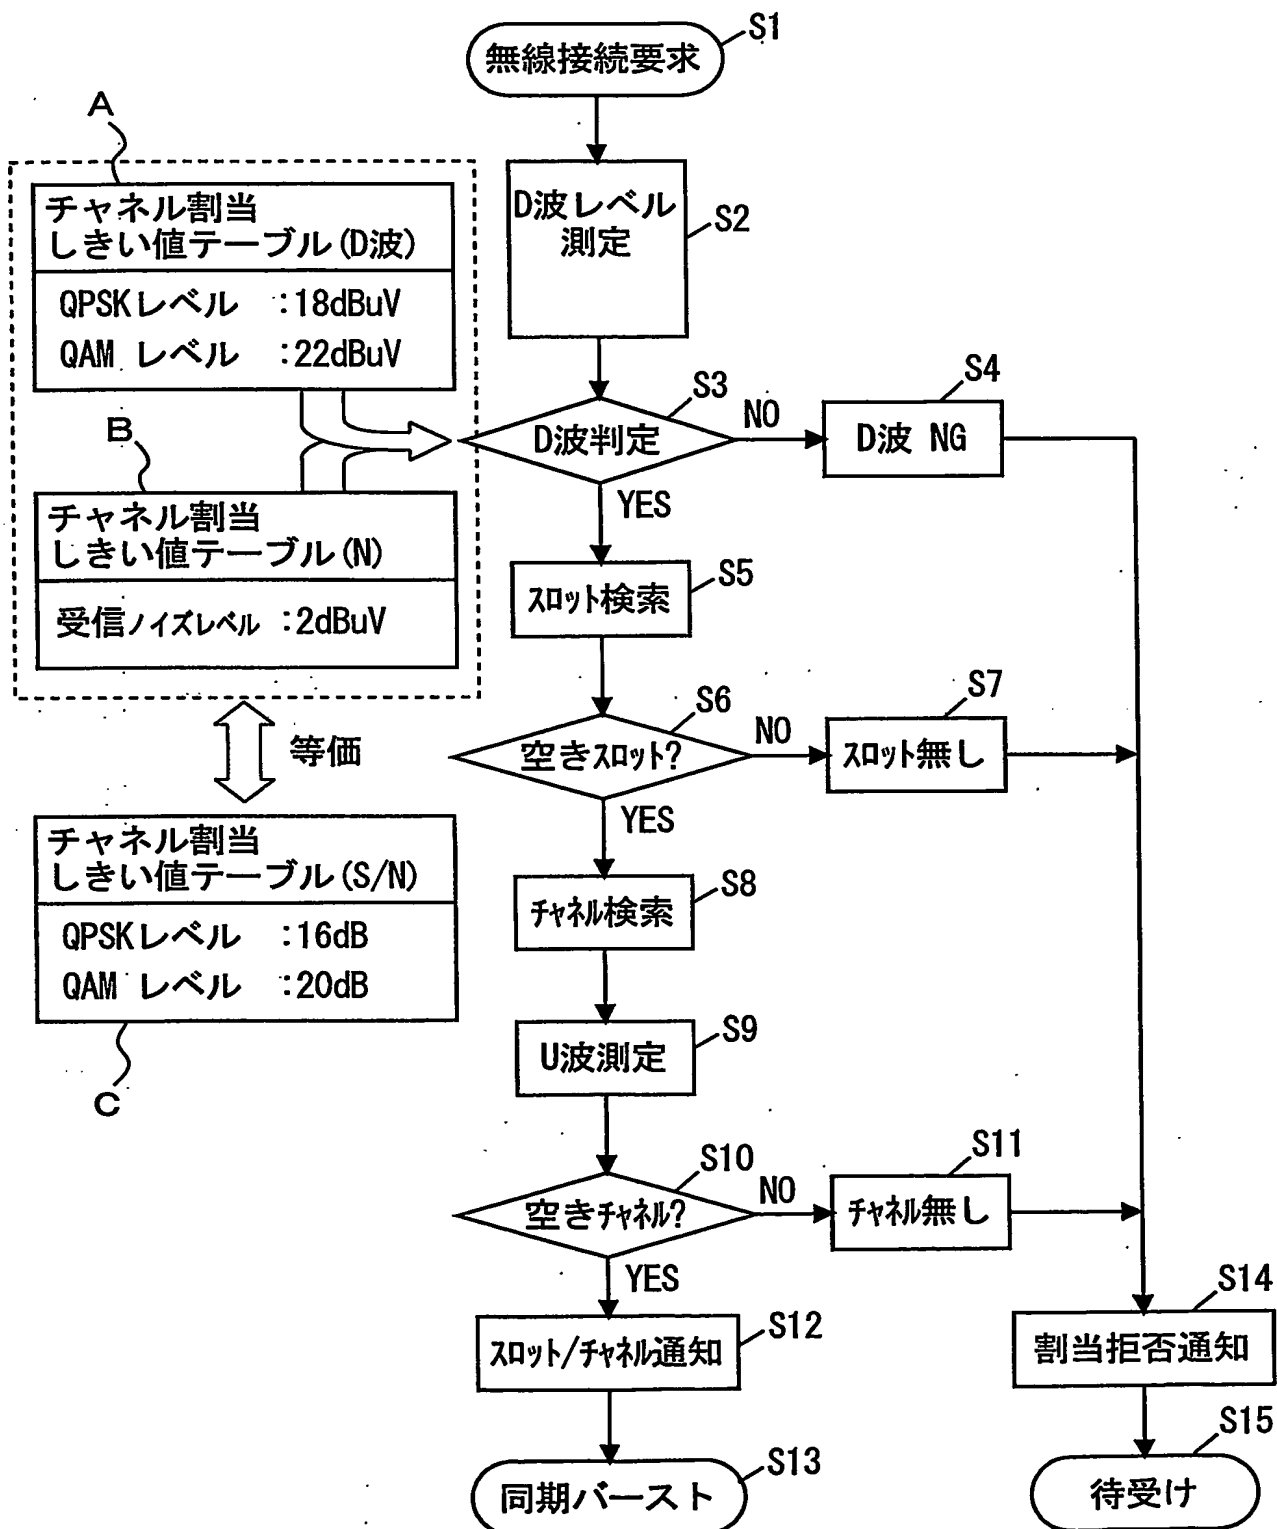 S1
無線接続要求
A
チャネル割当
しきい値テーブル(D波)
QPSKレベル :18dBuV
QAM レベル :22dBuV
D波レベル
測定
S2
S3
D波判定
NO
S4
D波 NG
YES
B
チャネル割当
しきい値テーブル(N)
受信ノイズレベル :2dBuV
S5
スロット検索
S6
空きスロット?
NO
S7
スロット無し
YES
等価
チャネル割当
しきい値テーブル(S/N)
QPSKレベル :16dB
QAM レベル :20dB
C
S8
チャネル検索
S9
U波測定
S10
空きチャネル?
NO
S11
チャネル無し
YES
S12
スロット/チャネル通知
S13
同期バースト
S14
割当拒否通知
S15
待受け